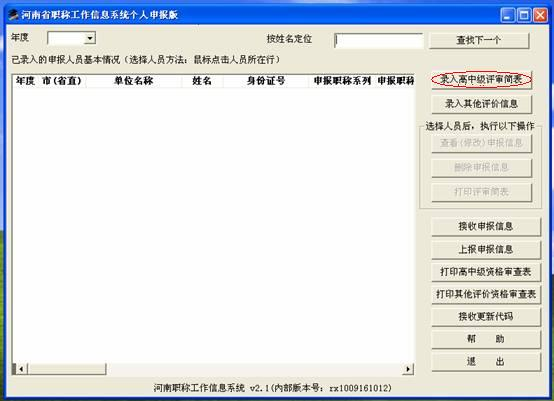 河南省职称工作信息系统个人申报版
年度
按姓名定位
查找下一个
已录入的申报人员基本情况（选择人员方法：鼠标点击人员所在行）
年度 市(省直) 单位名称 姓名 身份证号 申报职称系列 申报职称
录入高中级评审简表
录入其他评价信息
选择人员后，执行以下操作
查看(修改)申报信息
删除申报信息
打印评审简表
接收申报信息
上报申报信息
打印高中级资格审查表
打印其他评价资格审查表
接收更新代码
帮 助
退 出
河南职称工作信息系统 v2.1(内部版本号：rx1009161012)